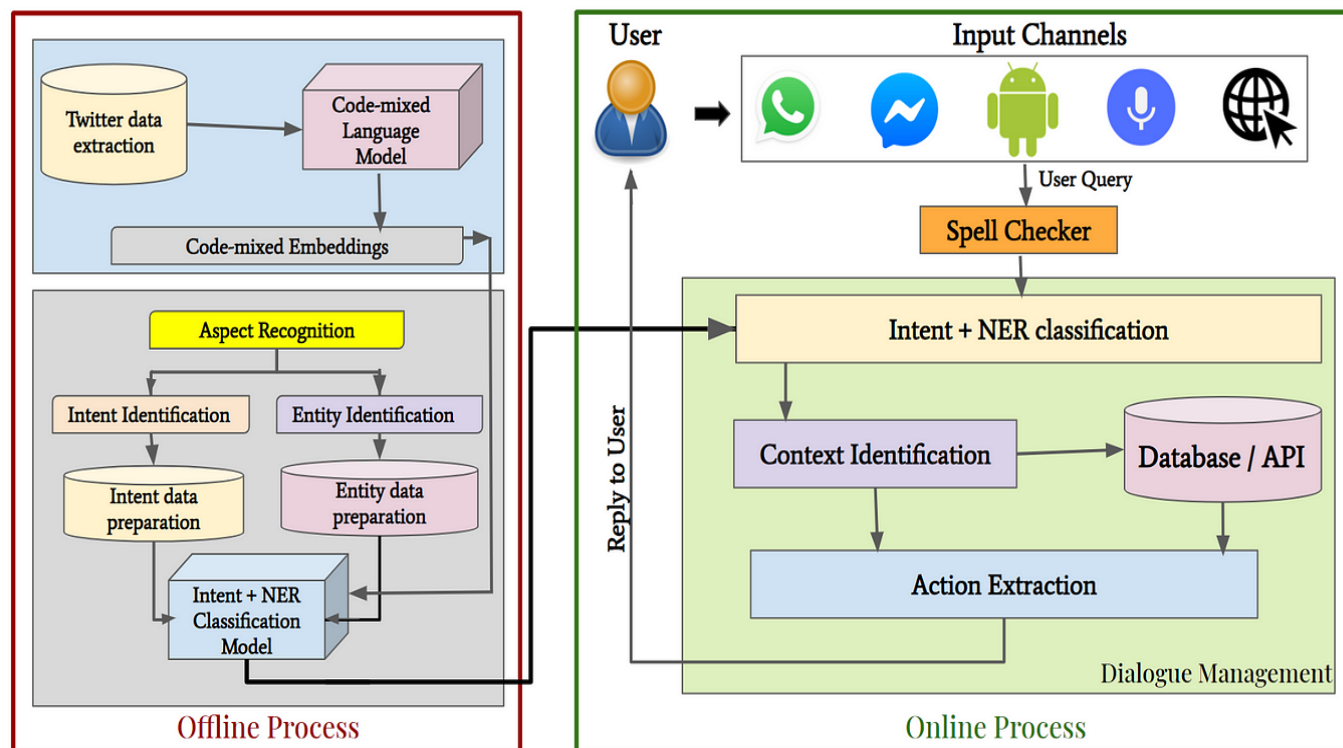 Twitter data
extraction
Code-mixed
Language
Model
Code-mixed Embeddings
Aspect Recognition
Intent Identification
Entity Identification
Intent data
preparation
Entity data
preparation
Intent + NER
Classification
Model
Offline Process
User
Input Channels
User Query
Spell Checker
Intent + NER classification
Context Identification
Database / API
Action Extraction
Reply to User
Dialogue Management
Online Process